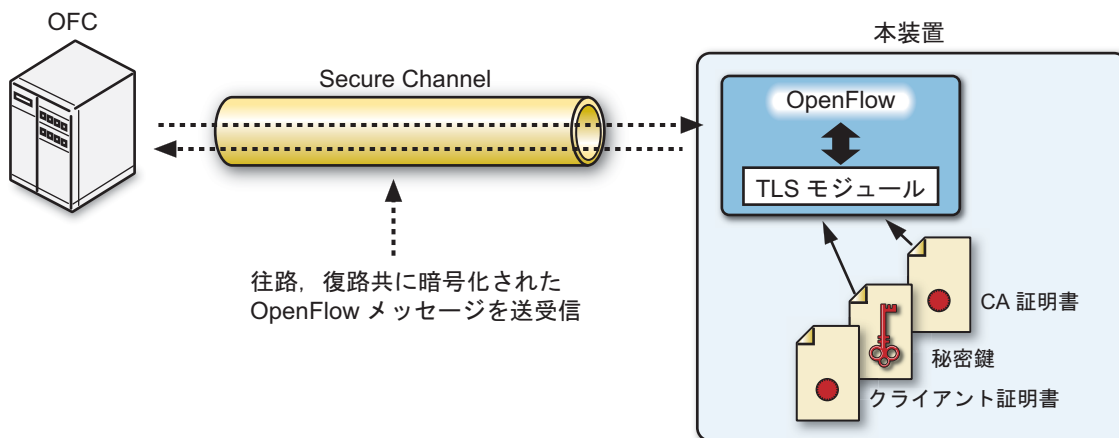 OFC
Secure Channel
往路，復路共に暗号化された
OpenFlow メッセージを送受信
本装置
OpenFlow
TLS モジュール
CA 証明書
秘密鍵
クライアント証明書